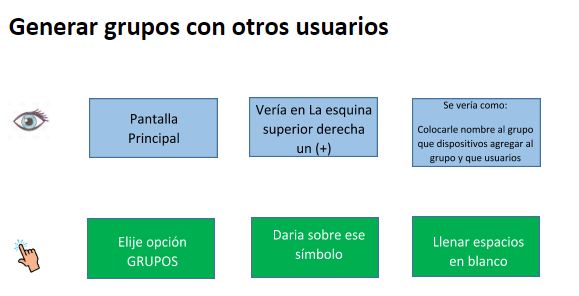 Generar grupos con otros usuarios
Pantalla
Principal
Vería en La esquina
superior derecha
un (+)
Se vería como:
Colocarle nombre al grupo
que dispositivos agregar al
grupo y que usuarios
Elije opción
GRUPOS
Daria sobre ese
símbolo
Llenar espacios
en blanco